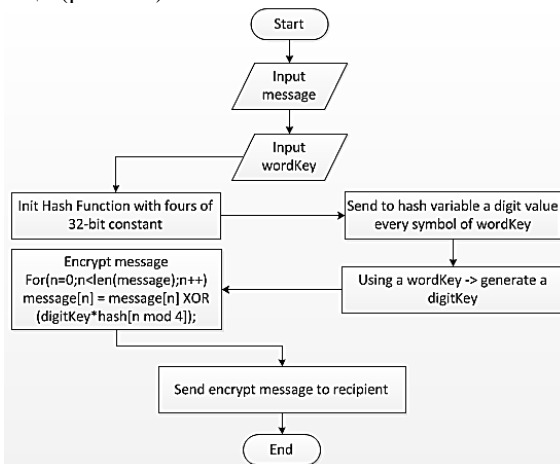 Start
Input
message
Input
wordKey
Init Hash Function with fours of
32-bit constant
Send to hash variable a digit value
every symbol of wordKey
Encrypt message
For(n=0;n<len(message);n++)
message[n] = message[n] XOR
(digitKey*hash[n mod 4]);
Using a wordKey -> generate a
digitKey
Send encrypt message to recipient
End